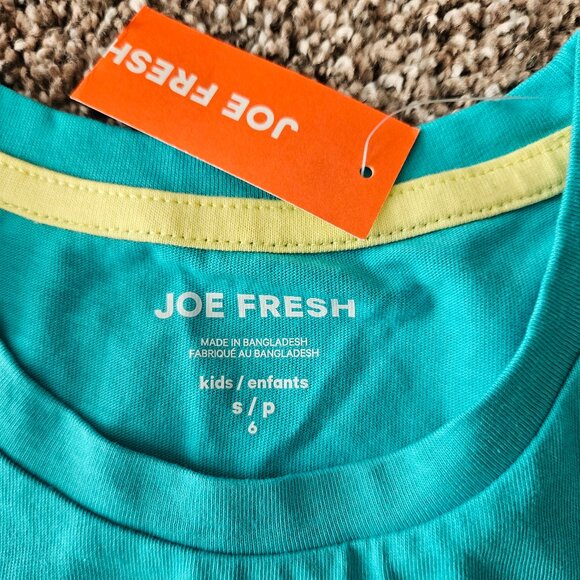 JOE FRESH
JOE FRESH
MADE IN BANGLADESH
FABRIQUÉ AU BANGLADESH
kids / enfants
s / p
6